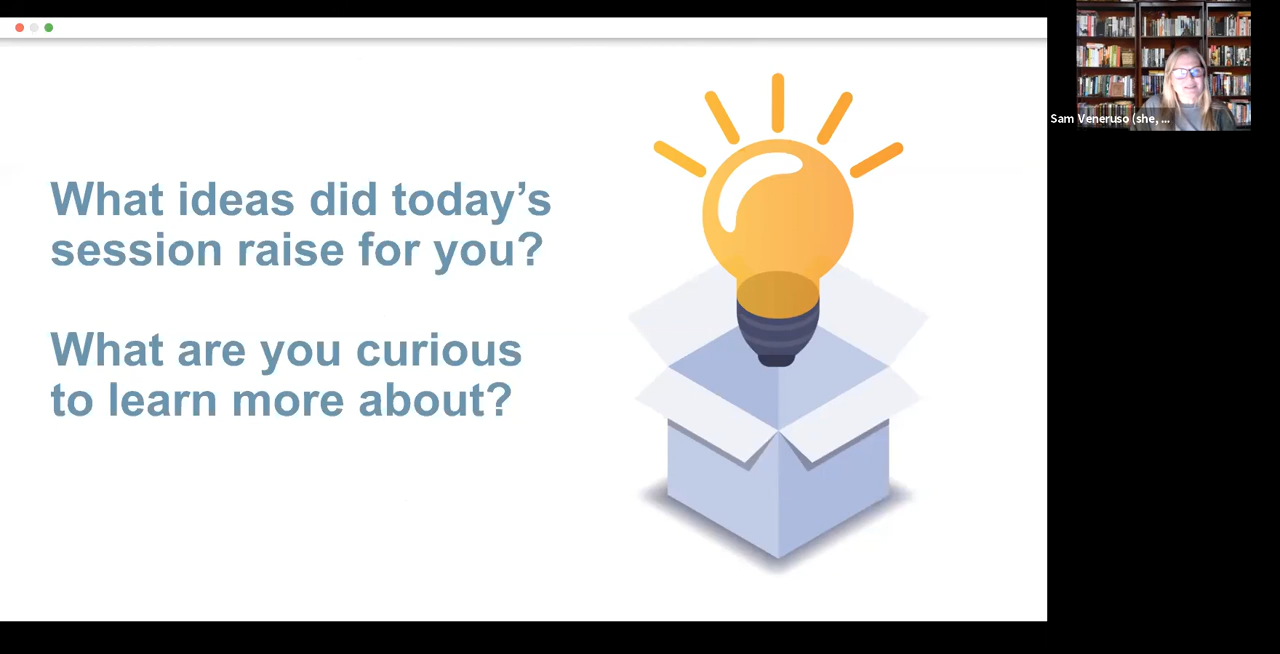 What ideas did today’s
session raise for you?
What are you curious
to learn more about?
Sam Veneruso (she, ...